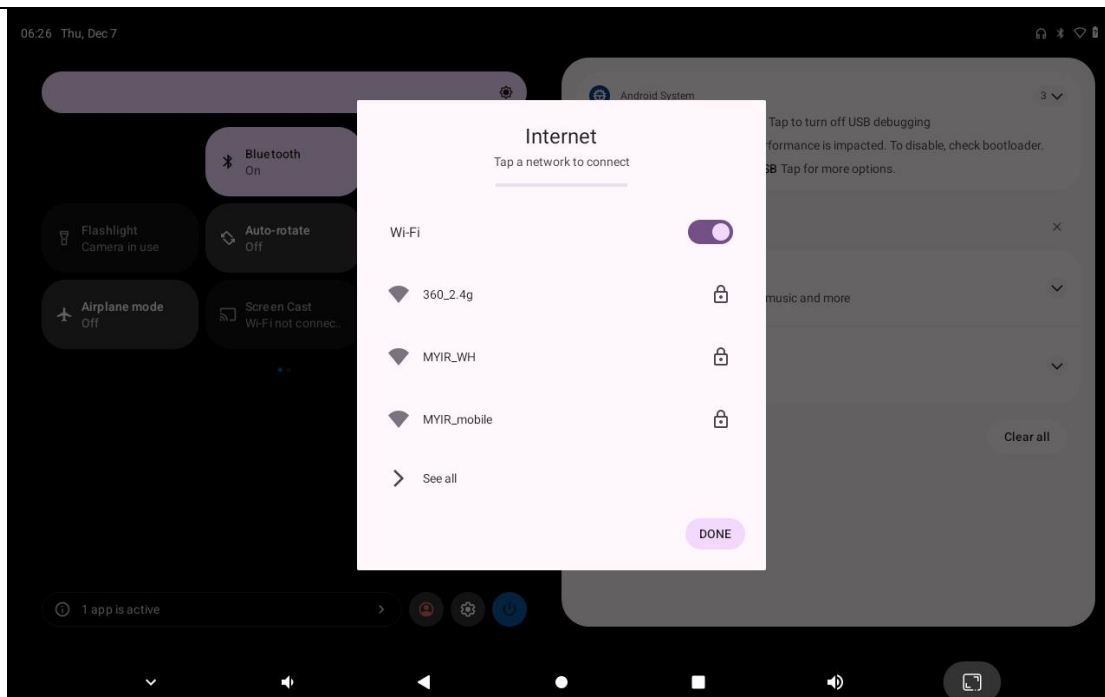 06:26 Thu, Dec 7
Bluetooth
On
Flashlight
Camera in use
Auto-rotate
Off
Airplane mode
Off
Screen Cast
Wi-Fi not connec..
1 app is active
Internet
Tap a network to connect
Wi-Fi
360_2.4g
MYIR_WH
MYIR_mobile
See all
DONE
Android System
3
Tap to turn off USB debugging
formance is impacted. To disable, check bootloader.
SB Tap for more options.
music and more
Clear all